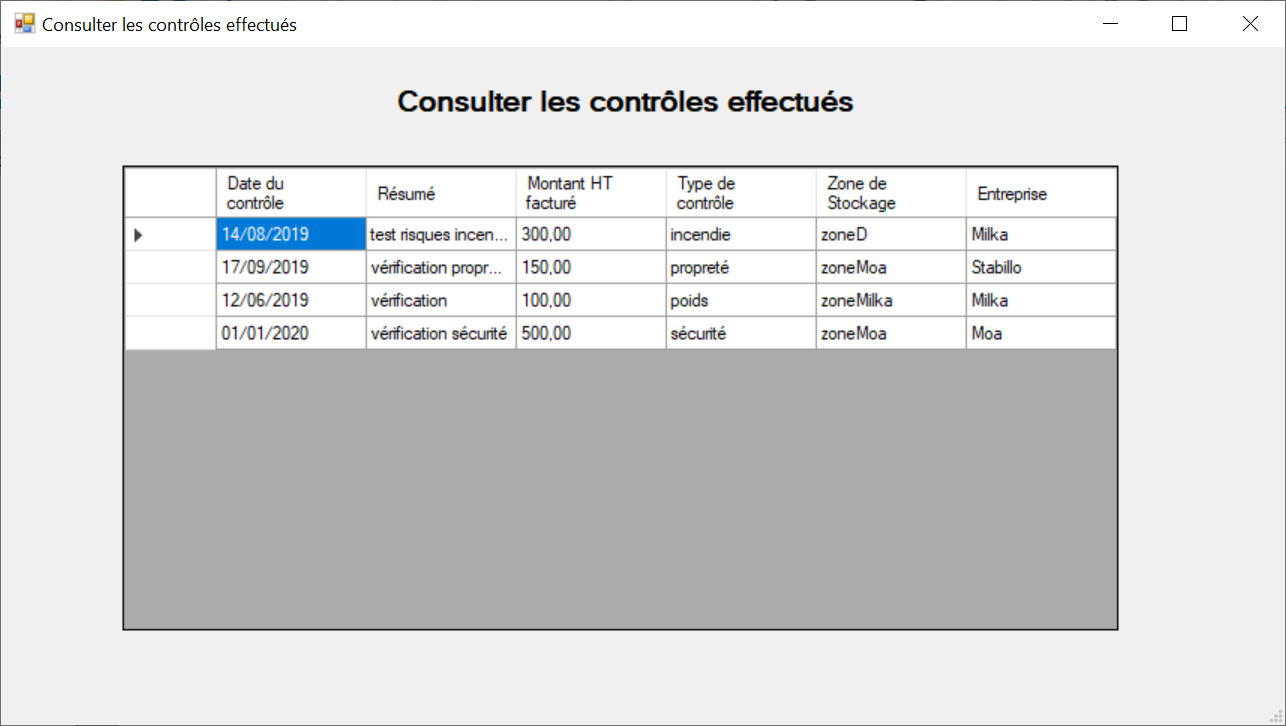 Consulter les contrôles effectués
Consulter les contrôles effectués
Date du contrôle Résumé Montant HT facturé Type de contrôle Zone de Stockage Entreprise
14/08/2019 test risques incen... 300,00 incendie zoneD Milka
17/09/2019 vérification propr... 150,00 propreté zoneMoa Stabillo
12/06/2019 vérification 100,00 poids zoneMilka Milka
01/01/2020 vérification sécurité 500,00 sécurité zoneMoa Moa